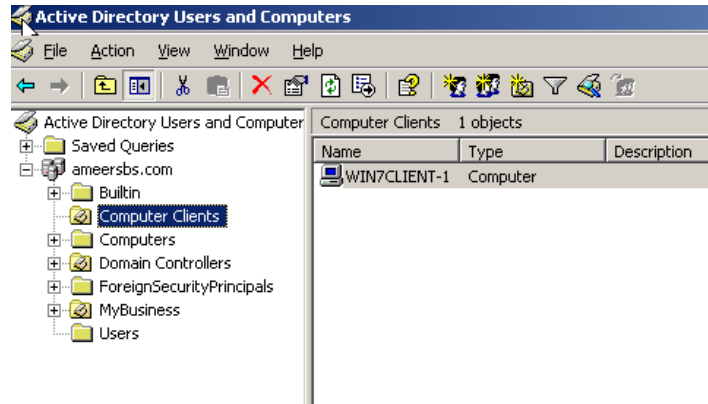 Active Directory Users and Computers
File Action View Window Help
Active Directory Users and Computer
Saved Queries
ameersbs.com
Builtin
Computer Clients
Computers
Domain Controllers
ForeignSecurityPrincipals
MyBusiness
Users
Computer Clients 1 objects
Name Type Description
WIN7CLIENT-1 Computer